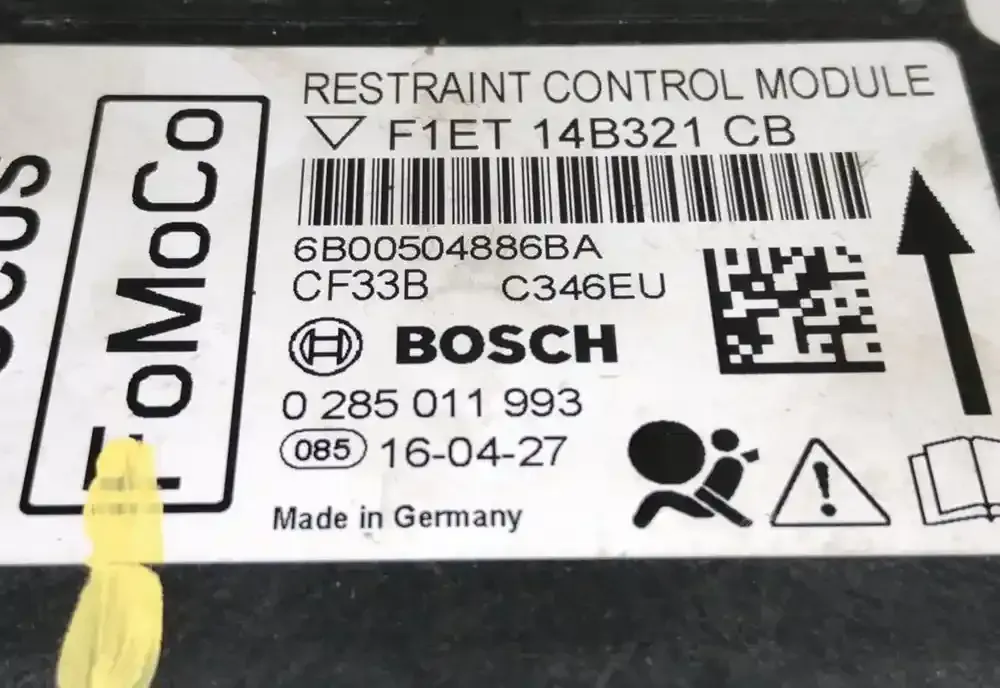 RESTRAINT CONTROL MODULE
F1ET 14B321 CB
6B00504886BA
CF33B C346EU
BOSCH
0 285 011 993
085 16-04-27
Made in Germany
FoMoCo